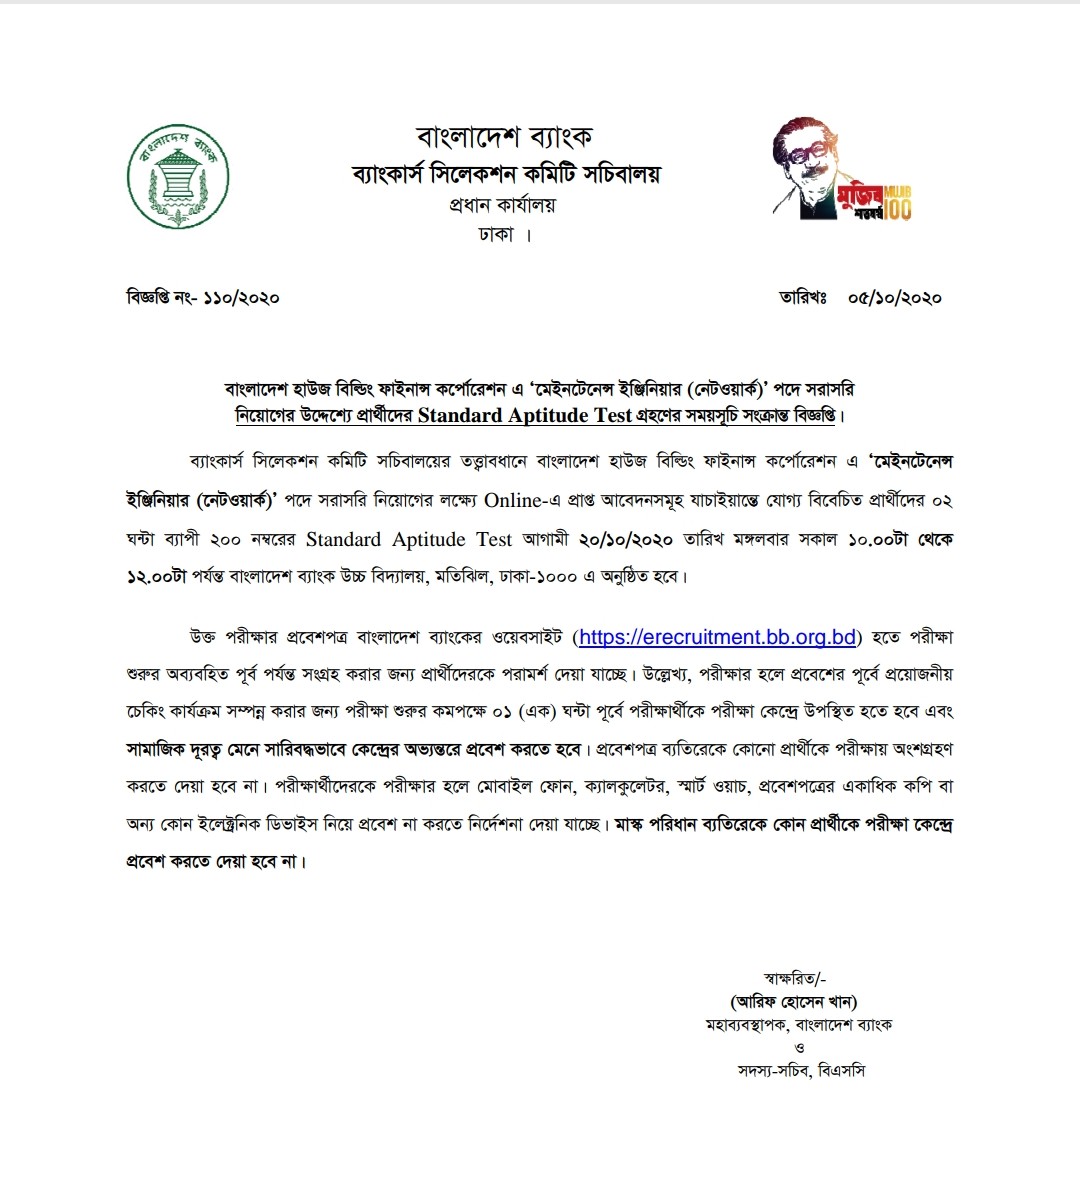 বাংলাদেশ ব্যাংক
বাংলাদেশ ব্যাংক
ব্যাংকার্স সিলেকশন কমিটি সচিবালয়
প্রধান কার্যালয়
ঢাকা ।
মুজিব MUJIB
শতবর্ষ 100
বিজ্ঞপ্তি নং- ১১০/২০২০ তারিখঃ ০৫/১০/২০২০
বাংলাদেশ হাউজ বিল্ডিং ফাইনান্স কর্পোরেশন এ ‘মেইনটেনেন্স ইঞ্জিনিয়ার (নেটওয়ার্ক)’ পদে সরাসরি
নিয়োগের উদ্দেশ্যে প্রার্থীদের Standard Aptitude Test গ্রহণের সময়সূচি সংক্রান্ত বিজ্ঞপ্তি।
ব্যাংকার্স সিলেকশন কমিটি সচিবালয়ের তত্ত্বাবধানে বাংলাদেশ হাউজ বিল্ডিং ফাইনান্স কর্পোরেশন এ ‘মেইনটেনেন্স
ইঞ্জিনিয়ার (নেটওয়ার্ক)’ পদে সরাসরি নিয়োগের লক্ষ্যে Online-এ প্রাপ্ত আবেদনসমূহ যাচাইয়ান্তে যোগ্য বিবেচিত প্রার্থীদের ০২
ঘন্টা ব্যাপী ২০০ নম্বরের Standard Aptitude Test আগামী ২০/১০/২০২০ তারিখ মঙ্গলবার সকাল ১০.০০টা থেকে
১২.০০টা পর্যন্ত বাংলাদেশ ব্যাংক উচ্চ বিদ্যালয়, মতিঝিল, ঢাকা-১০০০ এ অনুষ্ঠিত হবে।
উক্ত পরীক্ষার প্রবেশপত্র বাংলাদেশ ব্যাংকের ওয়েবসাইট (https://erecruitment.bb.org.bd) হতে পরীক্ষা
শুরুর অব্যবহিত পূর্ব পর্যন্ত সংগ্রহ করার জন্য প্রার্থীদেরকে পরামর্শ দেয়া যাচ্ছে। উল্লেখ্য, পরীক্ষার হলে প্রবেশের পূর্বে প্রয়োজনীয়
চেকিং কার্যক্রম সম্পন্ন করার জন্য পরীক্ষা শুরুর কমপক্ষে ০১ (এক) ঘন্টা পূর্বে পরীক্ষার্থীকে পরীক্ষা কেন্দ্রে উপস্থিত হতে হবে এবং
সামাজিক দূরত্ব মেনে সারিবদ্ধভাবে কেন্দ্রের অভ্যন্তরে প্রবেশ করতে হবে। প্রবেশপত্র ব্যতিরেকে কোনো প্রার্থীকে পরীক্ষায় অংশগ্রহণ
করতে দেয়া হবে না। পরীক্ষার্থীদেরকে পরীক্ষার হলে মোবাইল ফোন, ক্যালকুলেটর, স্মার্ট ওয়াচ, প্রবেশপত্রের একাধিক কপি বা
অন্য কোন ইলেক্ট্রনিক ডিভাইস নিয়ে প্রবেশ না করতে নির্দেশনা দেয়া যাচ্ছে। মাস্ক পরিধান ব্যতিরেকে কোন প্রার্থীকে পরীক্ষা কেন্দ্রে
প্রবেশ করতে দেয়া হবে না।
স্বাক্ষরিত/-
(আরিফ হোসেন খান)
মহাব্যবস্থাপক, বাংলাদেশ ব্যাংক
ও
সদস্য-সচিব, বিএসসি